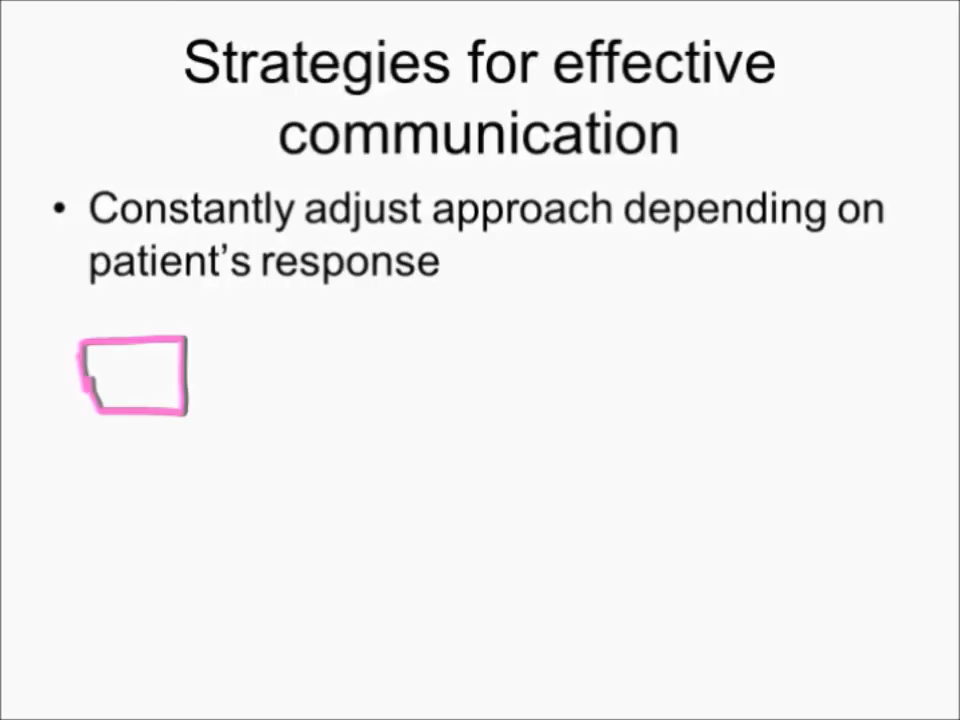 Strategies for effective
communication
• Constantly adjust approach depending on
patient's response